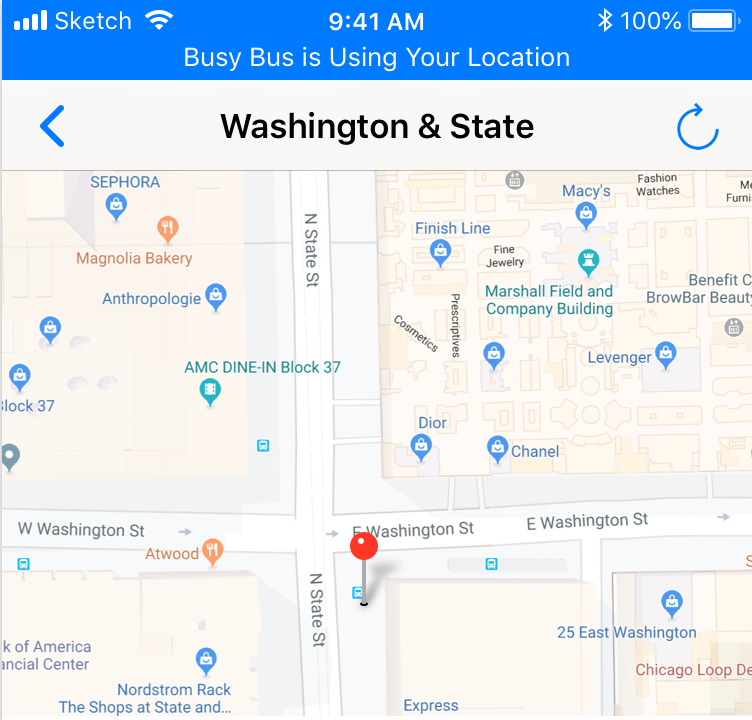 Sketch 9:41 AM 100%
Busy Bus is Using Your Location
Washington & State
SEPHORA
Magnolia Bakery
Anthropologie
AMC DINE-IN Block 37
Block 37
N State St
Finish Line
Macy's
Fashion
Watches
Fine
Jewelry
Marshall Field and
Company Building
Benefit C
BrowBar Beauty
Prescriptives
Cosmetics
Levenger
Dior
Chanel
W Washington St
E Washington St
E Washington St
Atwood
N State St
25 East Washington
k of America
ancial Center
Chicago Loop De
Nordstrom Rack
The Shops at State and...
Express